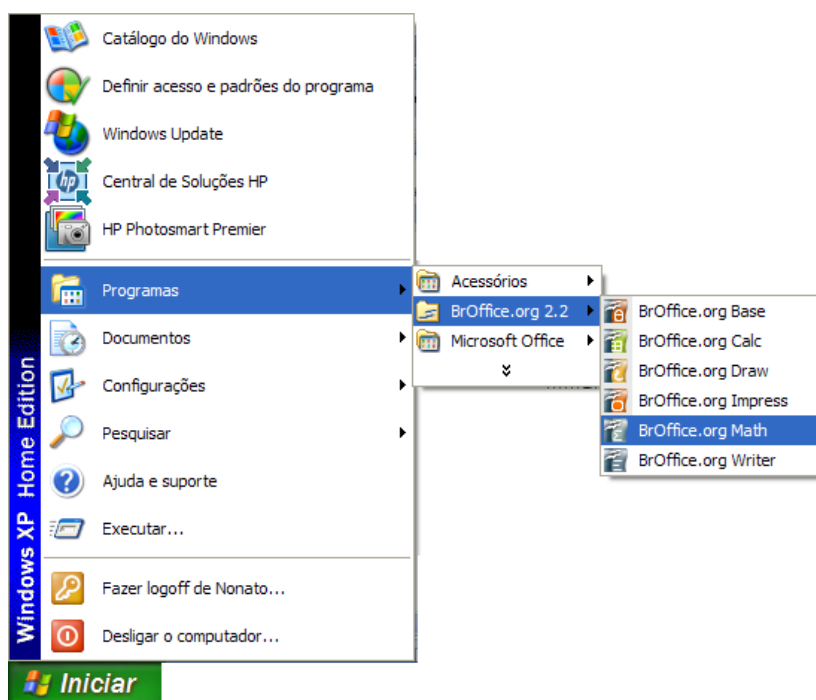 Catálogo do Windows
Definir acesso e padrões do programa
Windows Update
Central de Soluções HP
HP Photosmart Premier
Programas
Documentos
Configurações
Pesquisar
Ajuda e suporte
Executar...
Fazer logoff de Nonato...
Desligar o computador...
Windows XP Home Edition
Iniciar
Acessórios
BrOffice.org 2.2
Microsoft Office
BrOffice.org Base
BrOffice.org Calc
BrOffice.org Draw
BrOffice.org Impress
BrOffice.org Math
BrOffice.org Writer